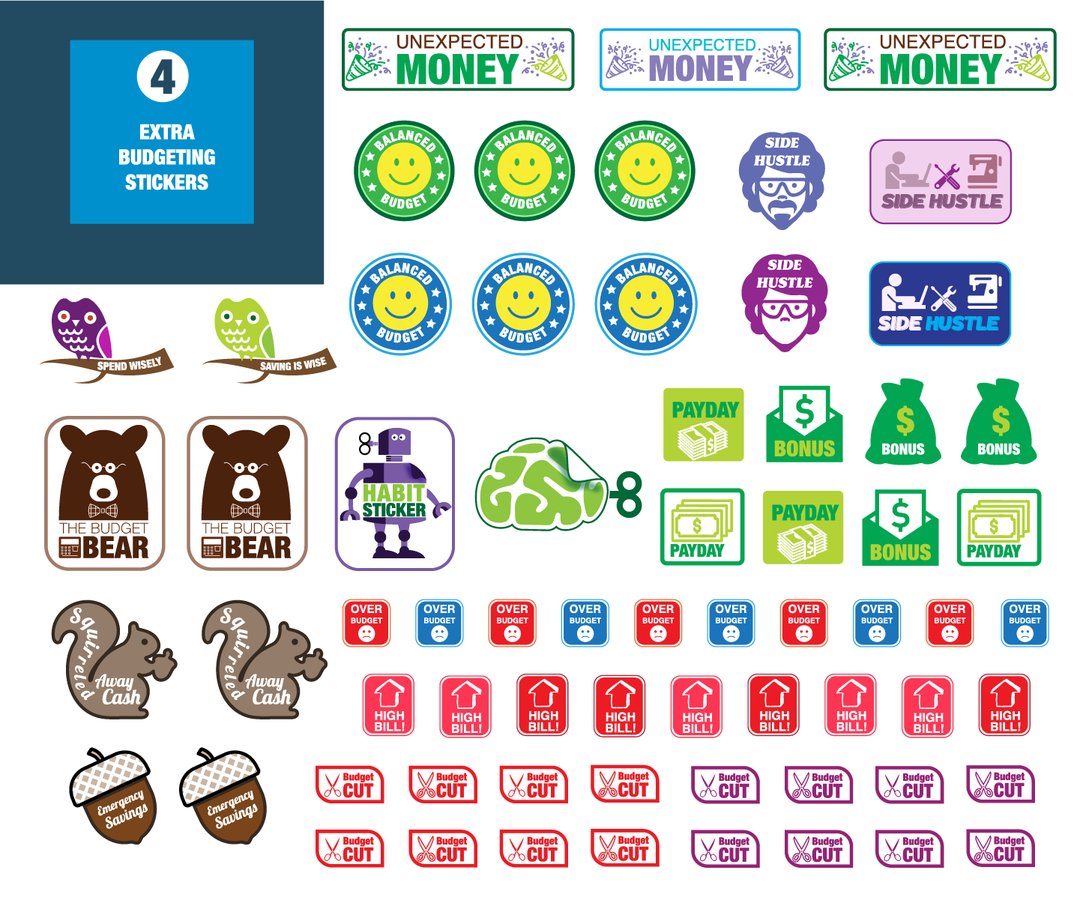 4
EXTRA
BUDGETING
STICKERS
UNEXPECTED
MONEY
UNEXPECTED
MONEY
UNEXPECTED
MONEY
BALANCED
BUDGET
BALANCED
BUDGET
BALANCED
BUDGET
SIDE
HUSTLE
SIDE HUSTLE
BALANCED
BUDGET
BALANCED
BUDGET
BALANCED
BUDGET
SIDE
HUSTLE
SIDE HUSTLE
SPEND WISELY
SAVING IS WISE
THE BUDGET
BEAR
THE BUDGET
BEAR
HABIT
STICKER
PAYDAY
$
$
BONUS
$
BONUS
$
BONUS
$
PAYDAY
PAYDAY
$
$
BONUS
$
PAYDAY
Squirreled
Away
Cash
Squirreled
Away
Cash
OVER
BUDGET
OVER
BUDGET
OVER
BUDGET
OVER
BUDGET
OVER
BUDGET
OVER
BUDGET
OVER
BUDGET
OVER
BUDGET
OVER
BUDGET
OVER
BUDGET
HIGH
BILL!
HIGH
BILL!
HIGH
BILL!
HIGH
BILL!
HIGH
BILL!
HIGH
BILL!
HIGH
BILL!
HIGH
BILL!
HIGH
BILL!
Emergency
Savings
Emergency
Savings
Budget
CUT
Budget
CUT
Budget
CUT
Budget
CUT
Budget
CUT
Budget
CUT
Budget
CUT
Budget
CUT
Budget
CUT
Budget
CUT
Budget
CUT
Budget
CUT
Budget
CUT
Budget
CUT
Budget
CUT
Budget
CUT